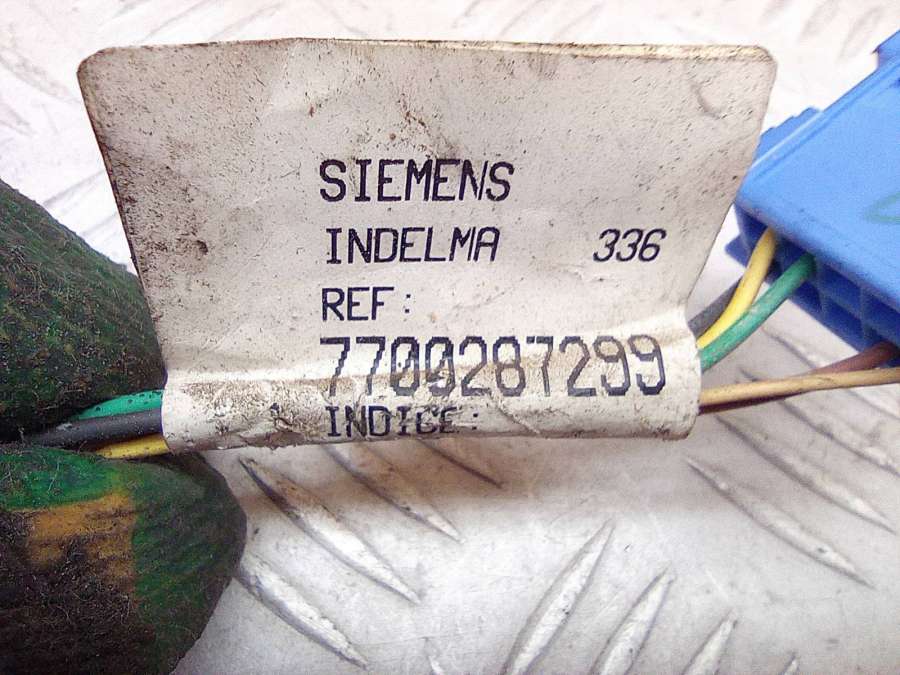 SIEMENS
INDELMA 336
REF:
7700287299
INDICE: